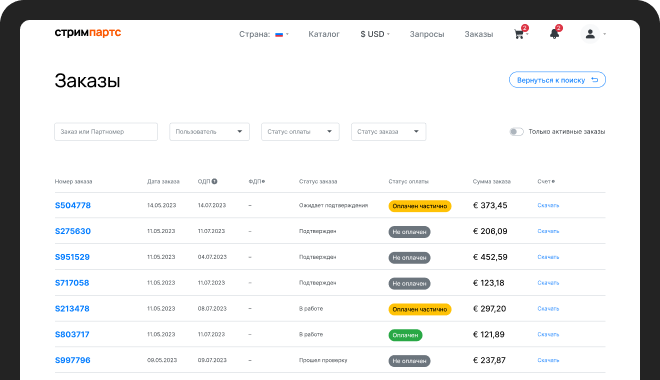 стримпартс
Страна: Каталог $ USD Запросы Заказы 2 2
Заказы
Вернуться к поиску
Заказ или Партномер Пользователь Статус оплаты Статус заказа Только активные заказы
Номер заказа Дата заказа ОДП ФДП Статус заказа Статус оплаты Сумма заказа Счет
S504778 14.05.2023 14.07.2023 – Ожидает подтверждения Оплачен частично € 373,45 Скачать
S275630 11.05.2023 11.07.2023 – Подтвержден Не оплачен € 206,09 Скачать
S951529 11.05.2023 04.07.2023 – Подтвержден Не оплачен € 452,59 Скачать
S717058 11.05.2023 11.07.2023 – Подтвержден Не оплачен € 123,18 Скачать
S213478 11.05.2023 08.07.2023 – В работе Оплачен частично € 297,20 Скачать
S803717 11.05.2023 11.07.2023 – В работе Оплачен € 121,89 Скачать
S997796 09.05.2023 09.07.2023 – Прошел проверку Не оплачен € 237,87 Скачать